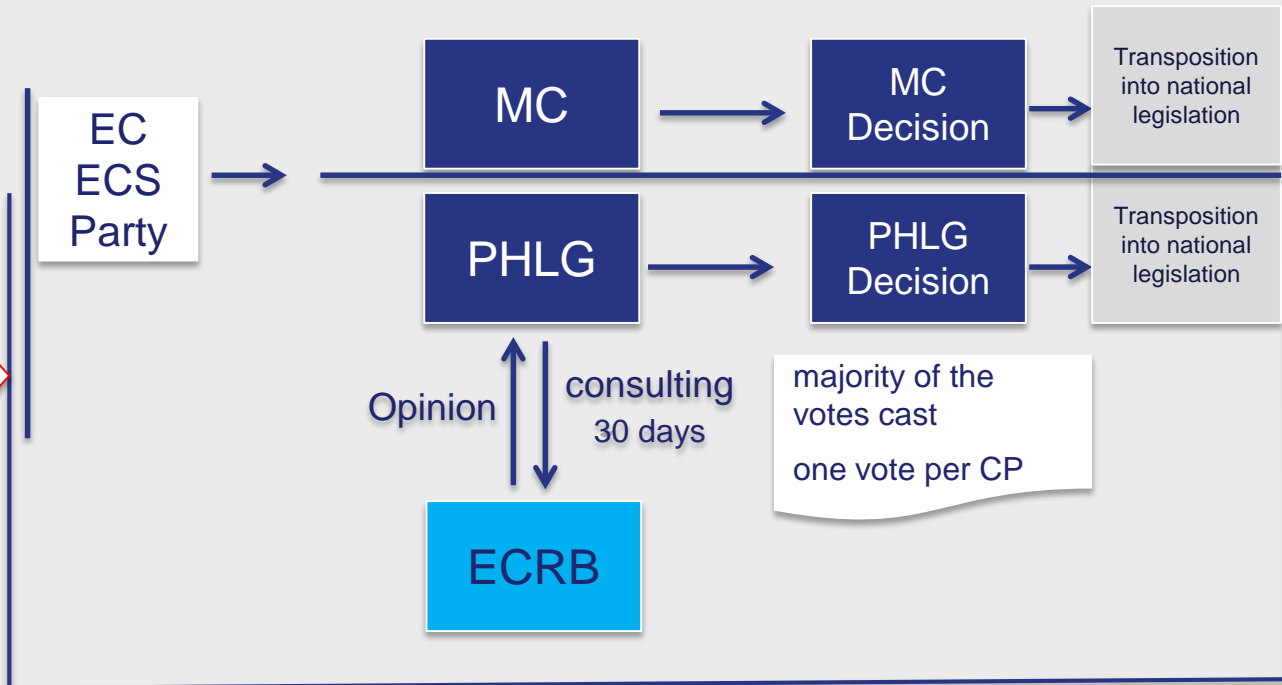 EC
ECS
Party
MC
MC
Decision
Transposition
into national
legislation
PHLG
PHLG
Decision
Transposition
into national
legislation
Opinion
consulting
30 days
majority of the
votes cast
one vote per CP
ECRB